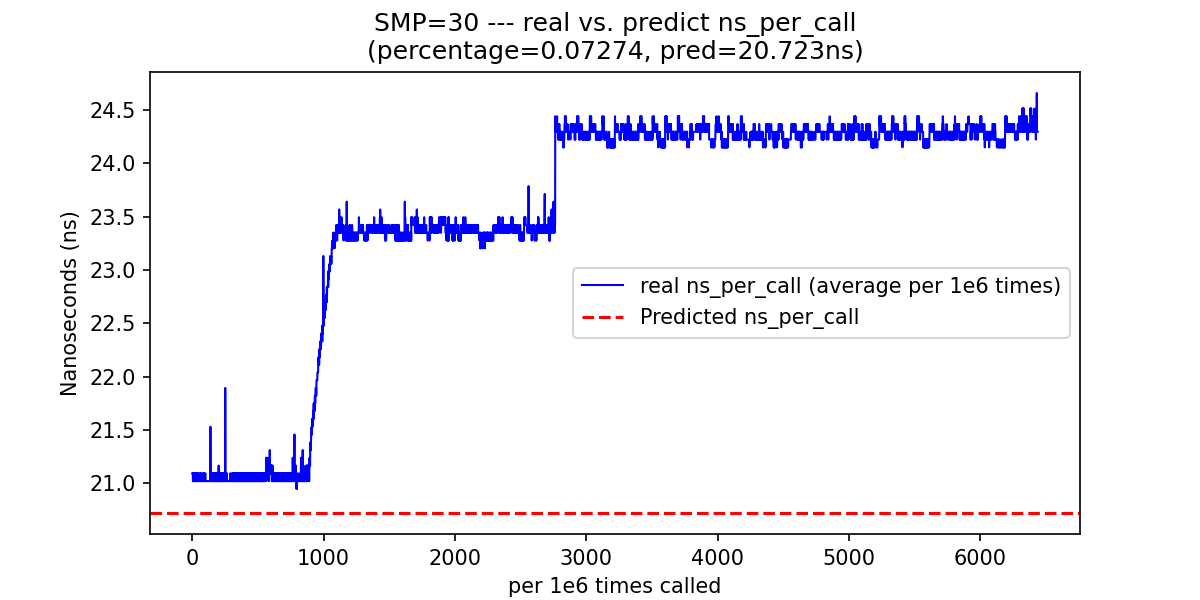 SMP=30 --- real vs. predict ns_per_call
(percentage=0.07274, pred=20.723ns)
24.5
24.0
23.5
23.0
22.5
22.0
21.5
21.0
Nanoseconds (ns)
real ns_per_call (average per 1e6 times)
Predicted ns_per_call
0 1000 2000 3000 4000 5000 6000
per 1e6 times called